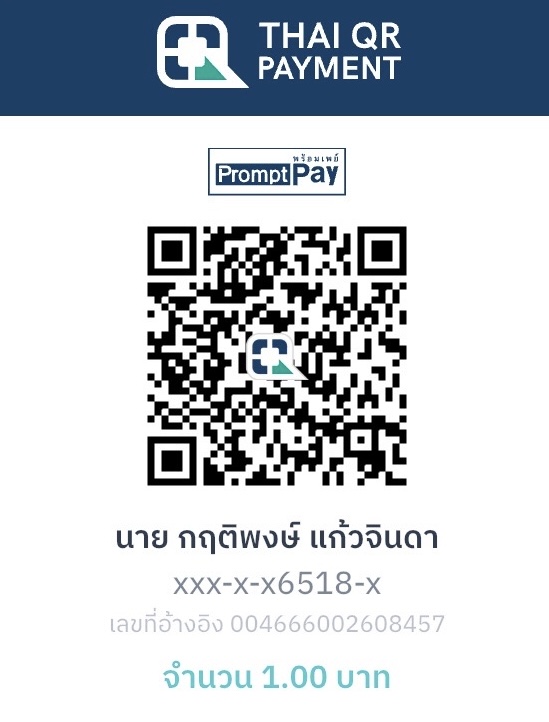 THAI QR
PAYMENT
พร้อมเพย์
PromptPay
นาย กฤติพงษ์ แก้วจินดา
xxx-x-x6518-x
เลขที่อ้างอิง 004666002608457
จำนวน 1.00 บาท